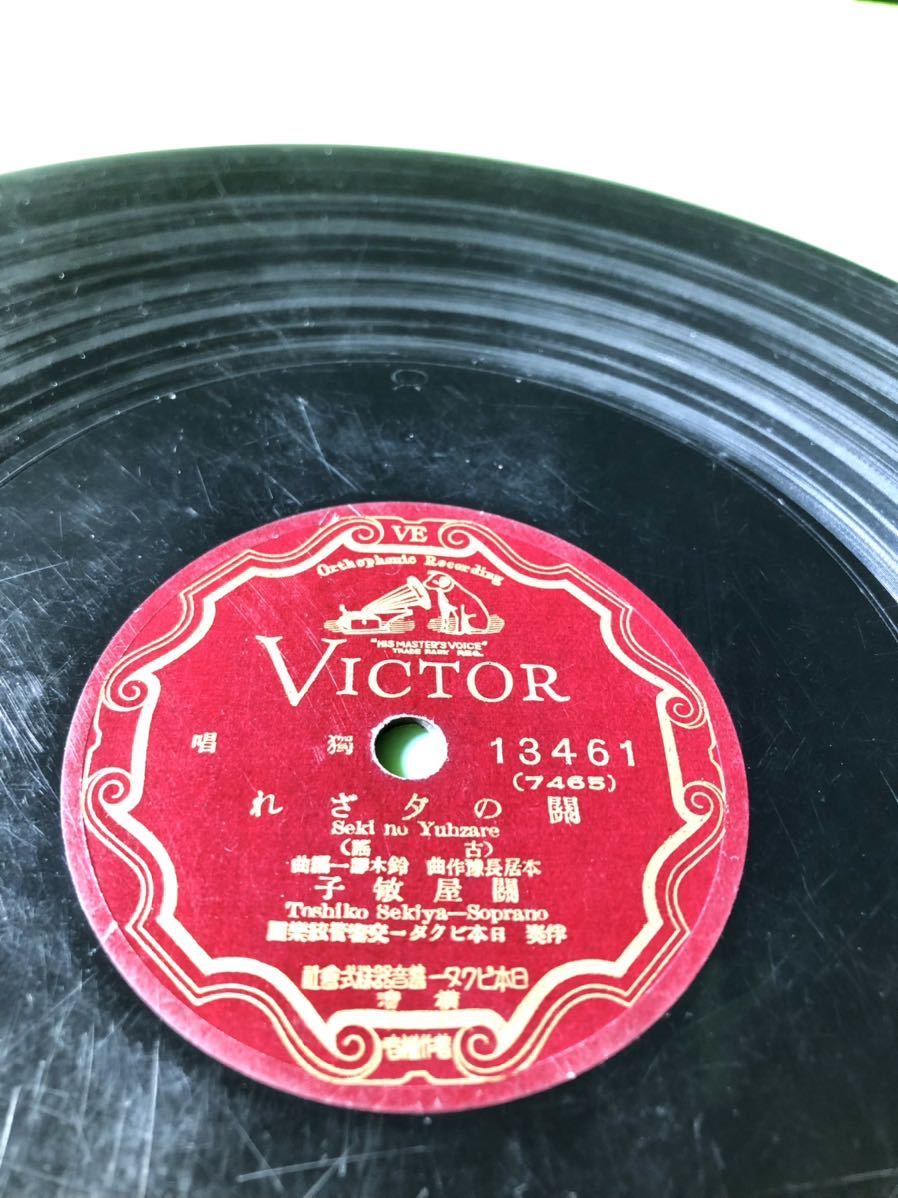 VE
Orthophonic Recording
"HIS MASTER'S VOICE"
TRADE MARK REG.
VICTOR
獨唱
13461
(7465)
關の夕ざれ
Seki no Yuhzare
(古謠)
本居長豫作曲 鈴木靜一編曲
關屋敏子
Toshiko Sekiya—Soprano
伴奏 日本ビクター交響管絃樂團
日本ビクター蓄音器株式會社
横濱